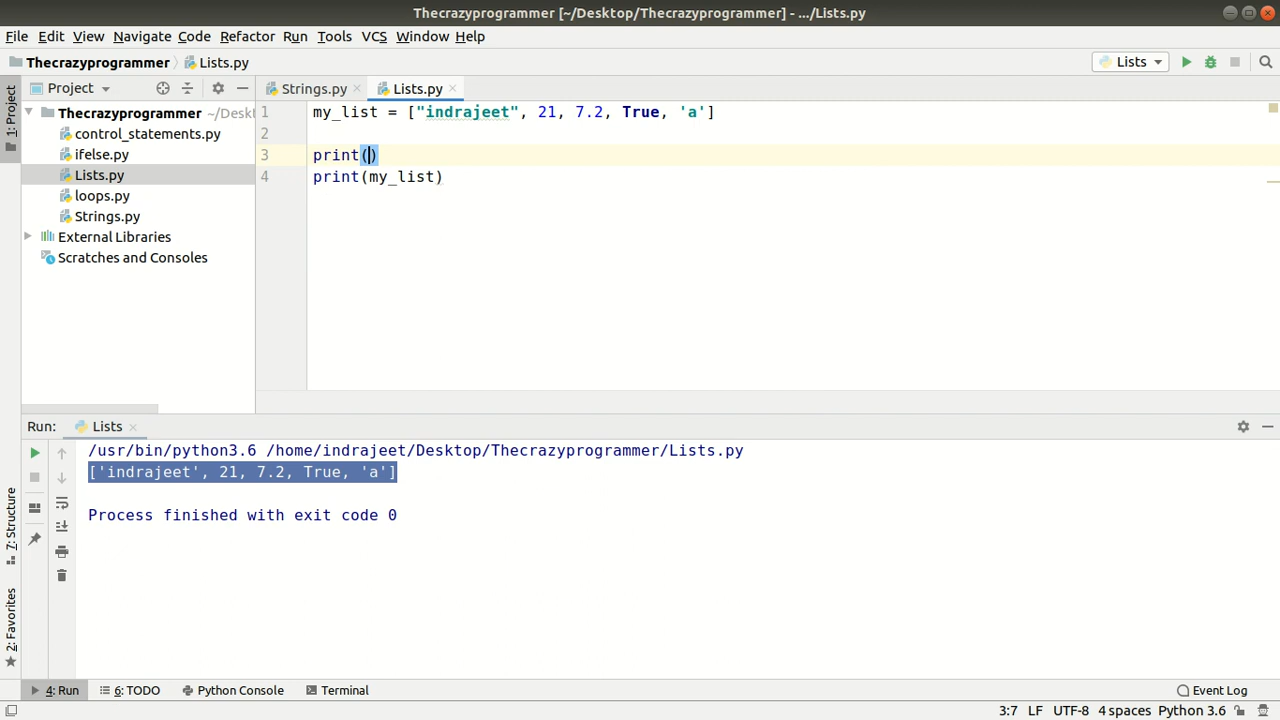 Thecrazyprogrammer [~/Desktop/Thecrazyprogrammer] - .../Lists.py
File Edit View Navigate Code Refactor Run Tools VCS Window Help
Thecrazyprogrammer Lists.py
Lists
1: Project
Project
Strings.py Lists.py
Thecrazyprogrammer ~/Deskt
control_statements.py
ifelse.py
Lists.py
loops.py
Strings.py
External Libraries
Scratches and Consoles
1 my_list = ["indrajeet", 21, 7.2, True, 'a']
2
3 print()
4 print(my_list)
Run: Lists
/usr/bin/python3.6 /home/indrajeet/Desktop/Thecrazyprogrammer/Lists.py
['indrajeet', 21, 7.2, True, 'a']
Process finished with exit code 0
7: Structure
2: Favorites
4: Run 6: TODO Python Console Terminal Event Log
3:7 LF UTF-8 4 spaces Python 3.6